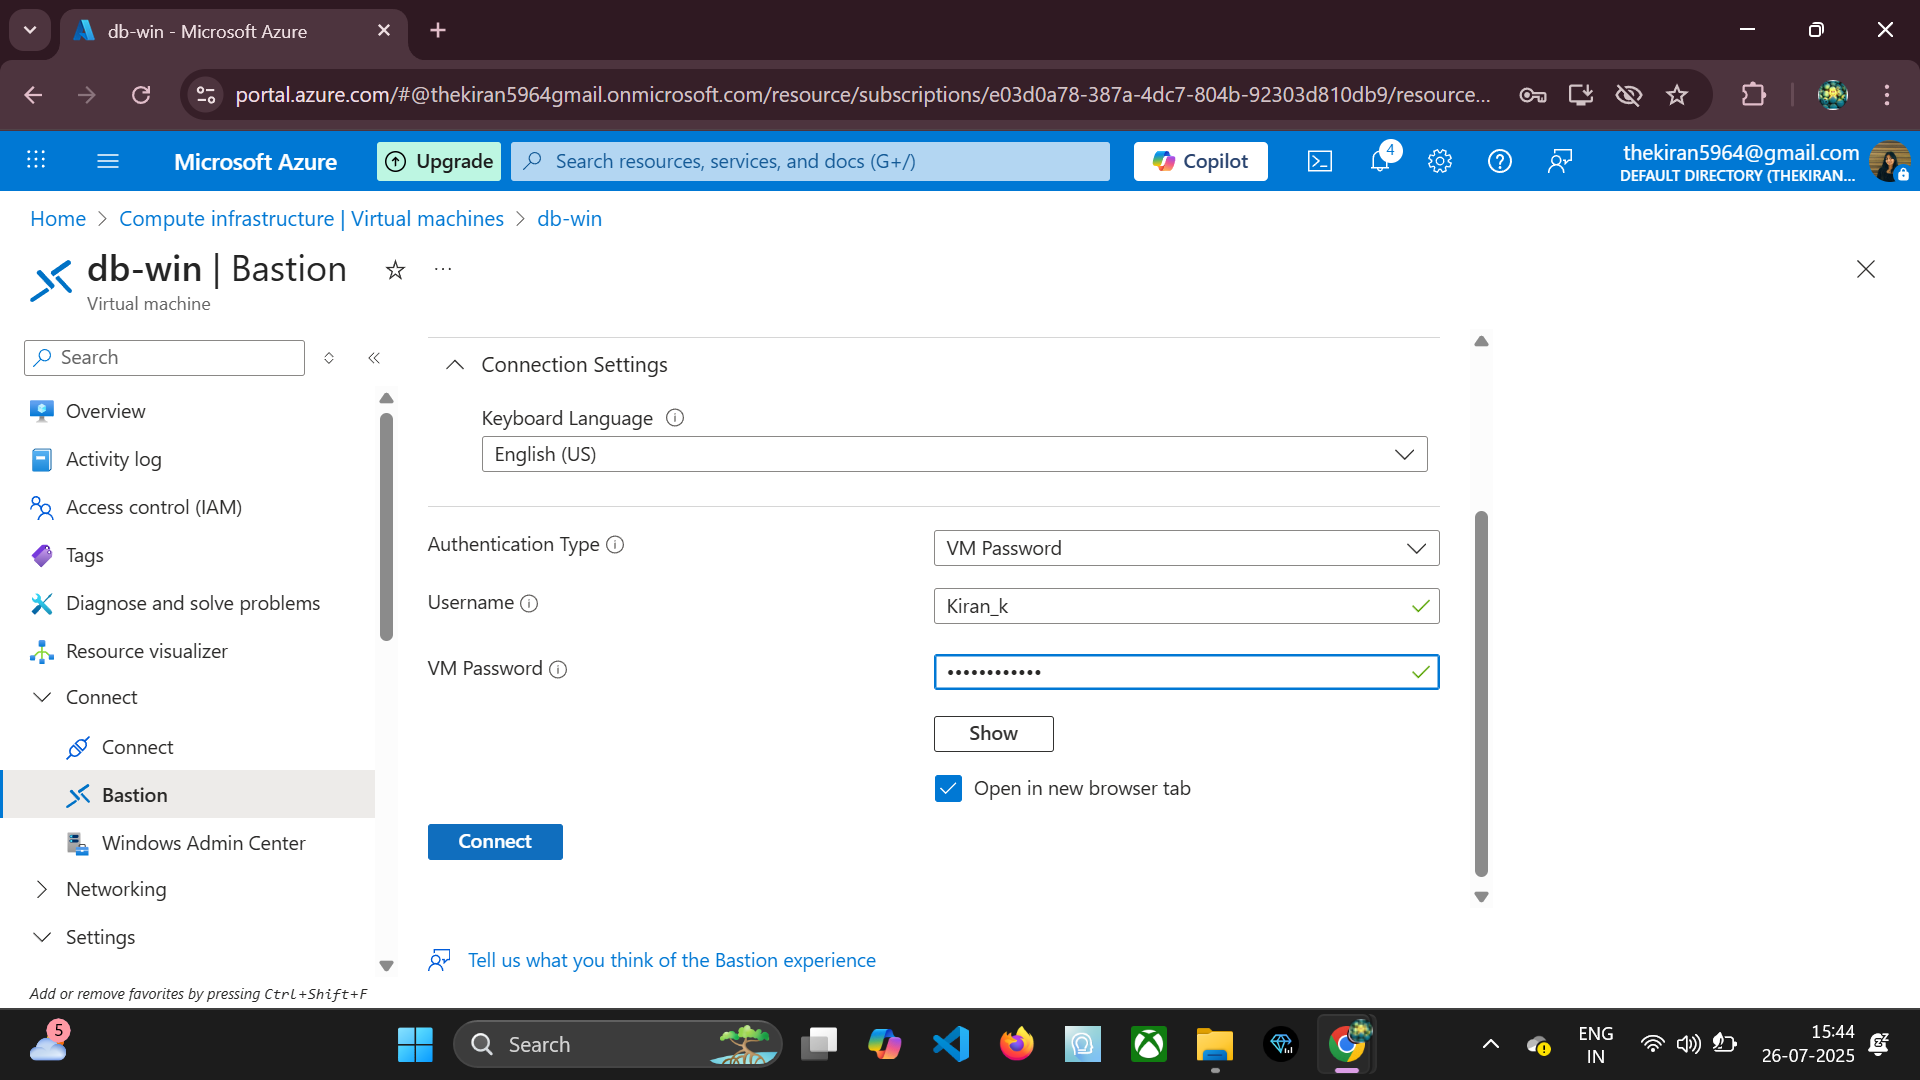 db-win - Microsoft Azure
portal.azure.com/#@thekiran5964gmail.onmicrosoft.com/resource/subscriptions/e03d0a78-387a-4dc7-804b-92303d810db9/resource...
Microsoft Azure
Upgrade
Search resources, services, and docs (G+/)
Copilot
4
thekiran5964@gmail.com
DEFAULT DIRECTORY (THEKIRAN...
Home > Compute infrastructure | Virtual machines > db-win
db-win | Bastion
Virtual machine
Search
Overview
Activity log
Access control (IAM)
Tags
Diagnose and solve problems
Resource visualizer
Connect
Connect
Bastion
Windows Admin Center
Networking
Settings
Add or remove favorites by pressing Ctrl+Shift+F
Connection Settings
Keyboard Language
English (US)
Authentication Type
VM Password
Username
Kiran_k
VM Password
••••••••••••
Show
Open in new browser tab
Connect
Tell us what you think of the Bastion experience
5
Search
ENG
IN
15:44
26-07-2025